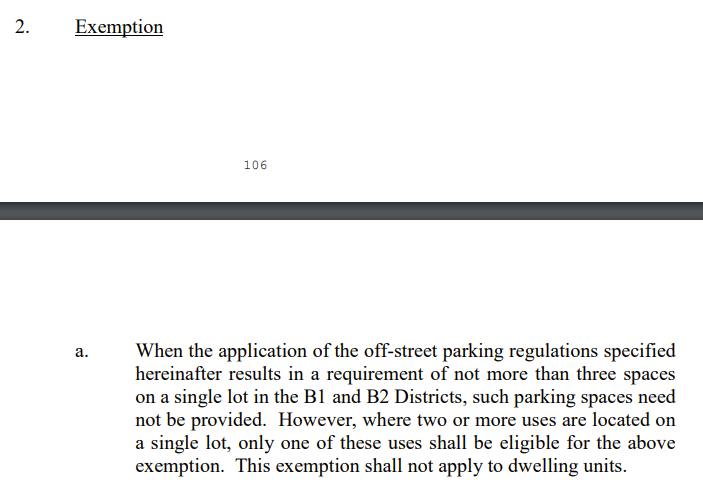 2. Exemption
106
a. When the application of the off-street parking regulations specified
hereinafter results in a requirement of not more than three spaces
on a single lot in the B1 and B2 Districts, such parking spaces need
not be provided.  However, where two or more uses are located on
a single lot, only one of these uses shall be eligible for the above
exemption.  This exemption shall not apply to dwelling units.